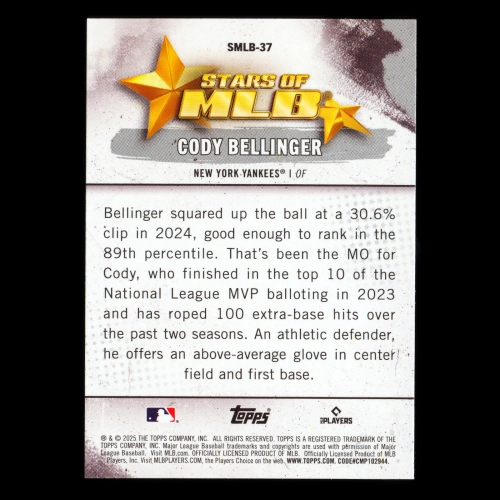 SMLB-37
STARS OF
MLB®
CODY BELLINGER
NEW YORK YANKEES® | OF
Bellinger squared up the ball at a 30.6%
clip in 2024, good enough to rank in the
89th percentile. That's been the MO for
Cody, who finished in the top 10 of the
National League MVP balloting in 2023
and has roped 100 extra-base hits over
the past two seasons. An athletic defender,
he offers an above-average glove in center
field and first base.
topps
MLB PLAYERS
® & © 2025 THE TOPPS COMPANY, INC. ALL RIGHTS RESERVED. TOPPS IS A REGISTERED TRADEMARK OF THE
TOPPS COMPANY, INC. Major League Baseball trademarks and copyrights are used with permission of Major
League Baseball. Visit MLB.com. OFFICIALLY LICENSED PRODUCT OF MLB. Officially Licensed Product of MLB
Players, Inc. Visit MLBPLAYERS.com, the Players Choice on the web. WWW.TOPPS.COM. CODE#CMP102944.